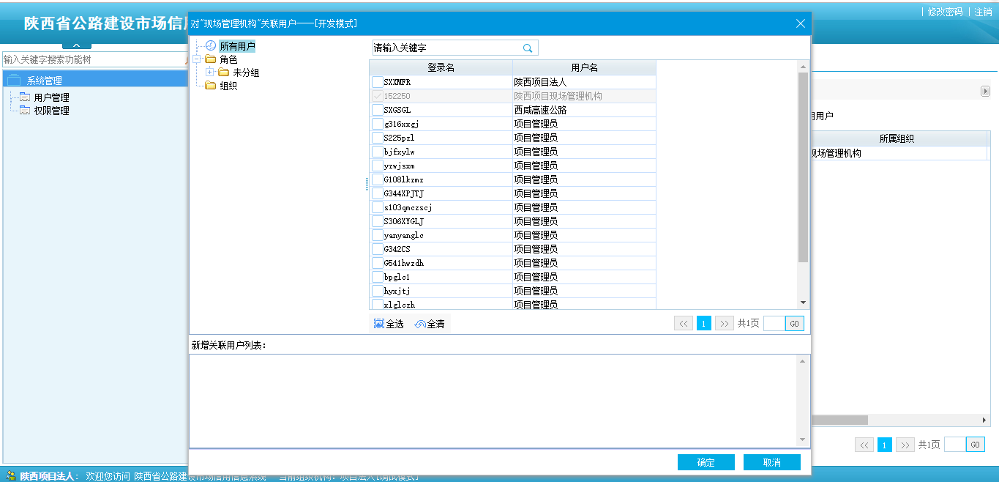 陕西省公路建设市场信
修改密码 | 注销
对"现场管理机构"关联用户——[开发模式]
输入关键字搜索功能树
系统管理
用户管理
权限管理
所有用户
角色
未分组
组织
请输入关键字
登录名 用户名
SXXMFR 陕西项目法人
152250 陕西项目现场管理机构
SXGSGL 西咸高速公路
g316xxgj 项目管理员
S225pzl 项目管理员
bjfxylw 项目管理员
yzwjsxm 项目管理员
G108lkzmz 项目管理员
G344XPJTJ 项目管理员
s103qmczscj 项目管理员
S306XYGLJ 项目管理员
yanyanglc 项目管理员
G342CS 项目管理员
G541hwzdh 项目管理员
bpglc1 项目管理员
hyxjtj 项目管理员
xlglczh 项目管理员
全选 全清
<< 1 >> 共1页 GO
新增关联用户列表:
确定 取消
用户
所属组织
现场管理机构
<< 1 >> 共1页 GO
陕西项目法人: 欢迎您访问 陕西省公路建设市场信用信息系统 当前组织机构: 项目法人[调试模式]